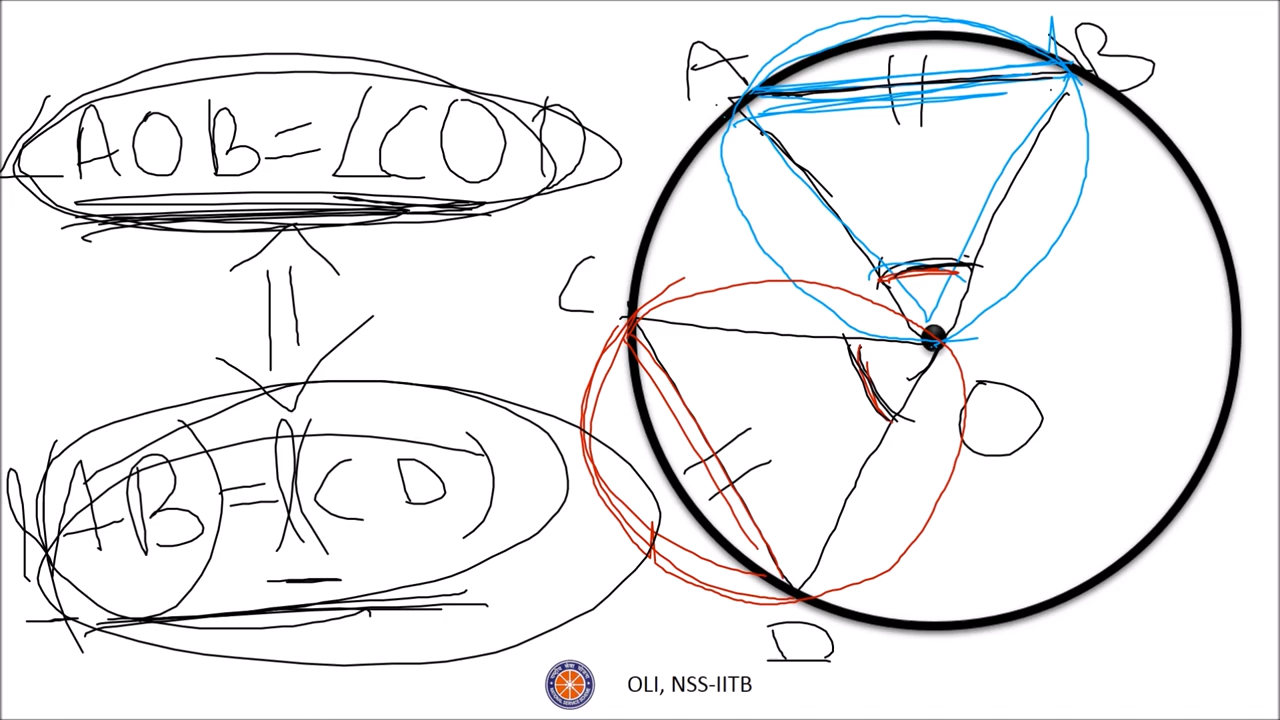 ∠AOB=∠COD
(AB)=(CD)
A
B
C
O
D
OLI, NSS-IITB